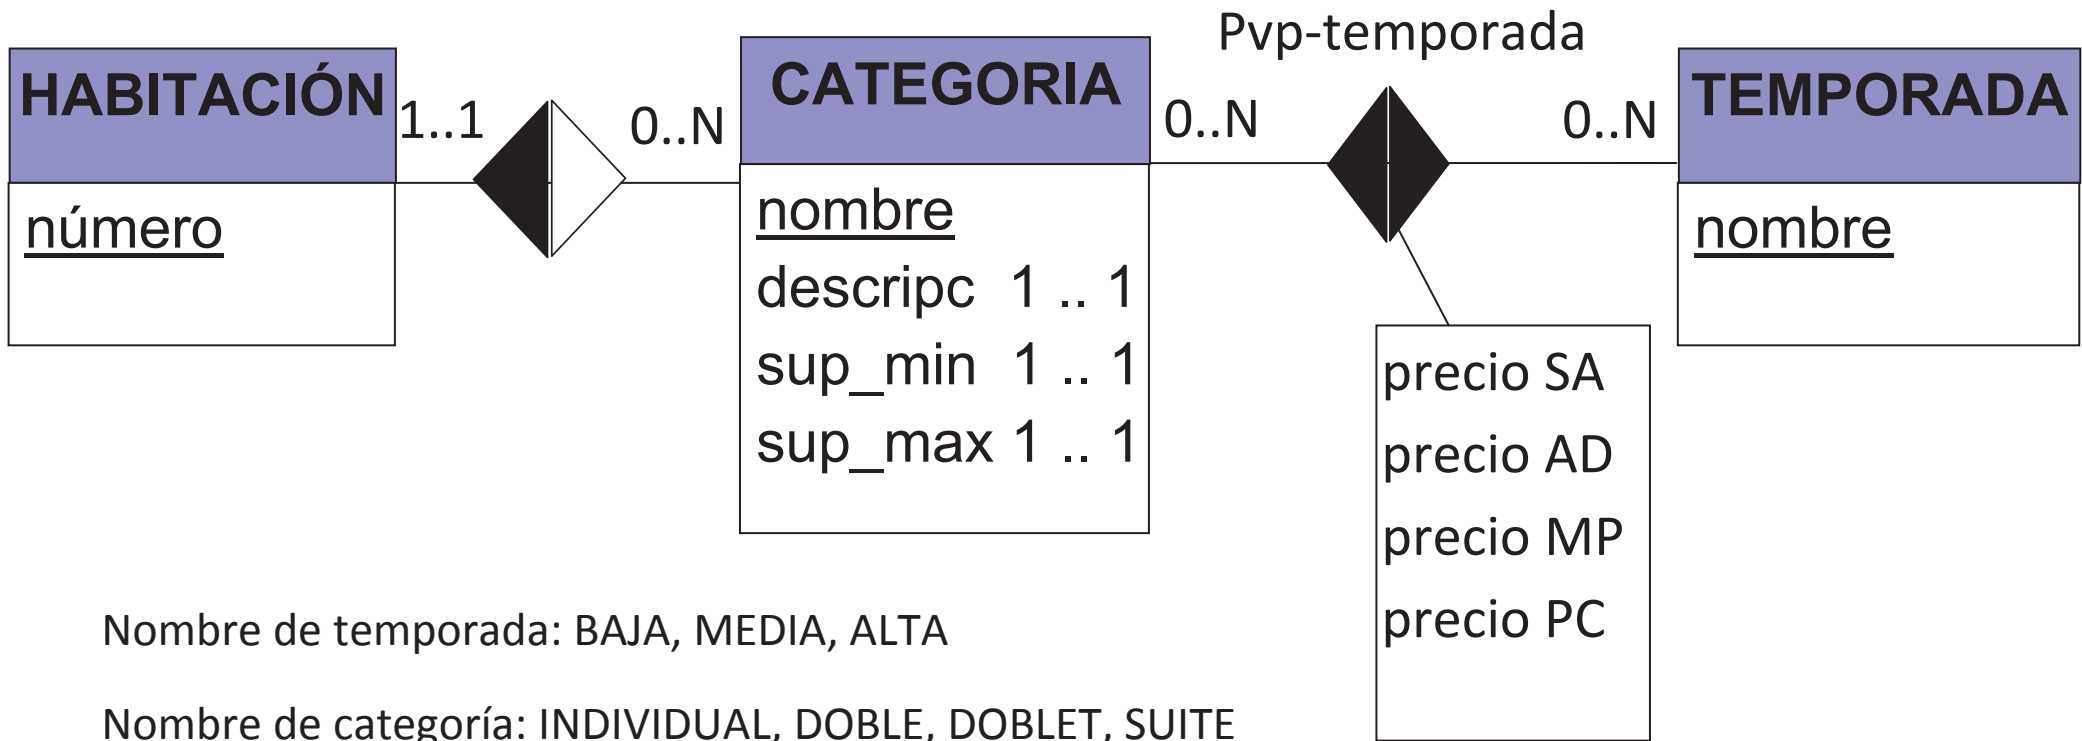 Pvp-temporada
HABITACIÓN
1..1
0..N
CATEGORIA
0..N
0..N
TEMPORADA
número
nombre
descripc 1 .. 1
sup_min 1 .. 1
sup_max 1 .. 1
nombre
precio SA
precio AD
precio MP
precio PC
Nombre de temporada: BAJA, MEDIA, ALTA
Nombre de categoría: INDIVIDUAL, DOBLE, DOBLET, SUITE